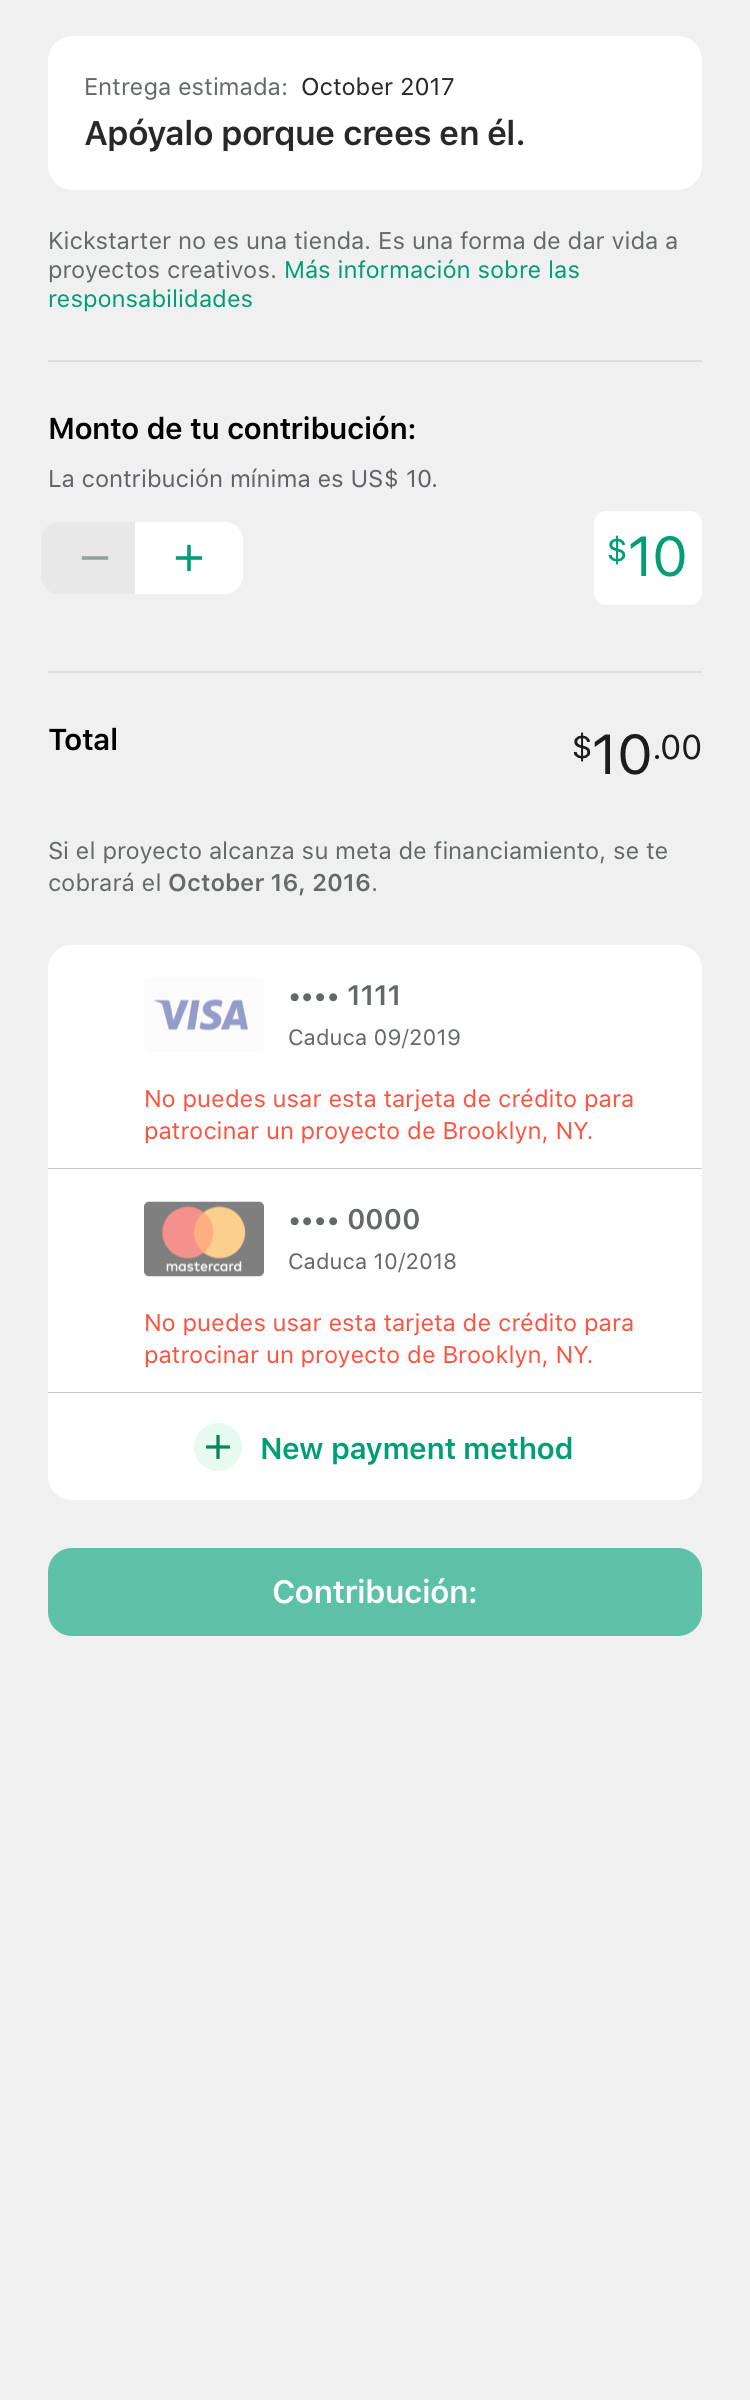 Entrega estimada: October 2017
Apóyalo porque crees en él.
Kickstarter no es una tienda. Es una forma de dar vida a
proyectos creativos. Más información sobre las
responsabilidades
Monto de tu contribución:
La contribución mínima es US$ 10.
− +
$10
Total
$10.00
Si el proyecto alcanza su meta de financiamiento, se te
cobrará el October 16, 2016.
VISA
•••• 1111
Caduca 09/2019
No puedes usar esta tarjeta de crédito para
patrocinar un proyecto de Brooklyn, NY.
mastercard
•••• 0000
Caduca 10/2018
No puedes usar esta tarjeta de crédito para
patrocinar un proyecto de Brooklyn, NY.
+ New payment method
Contribución: